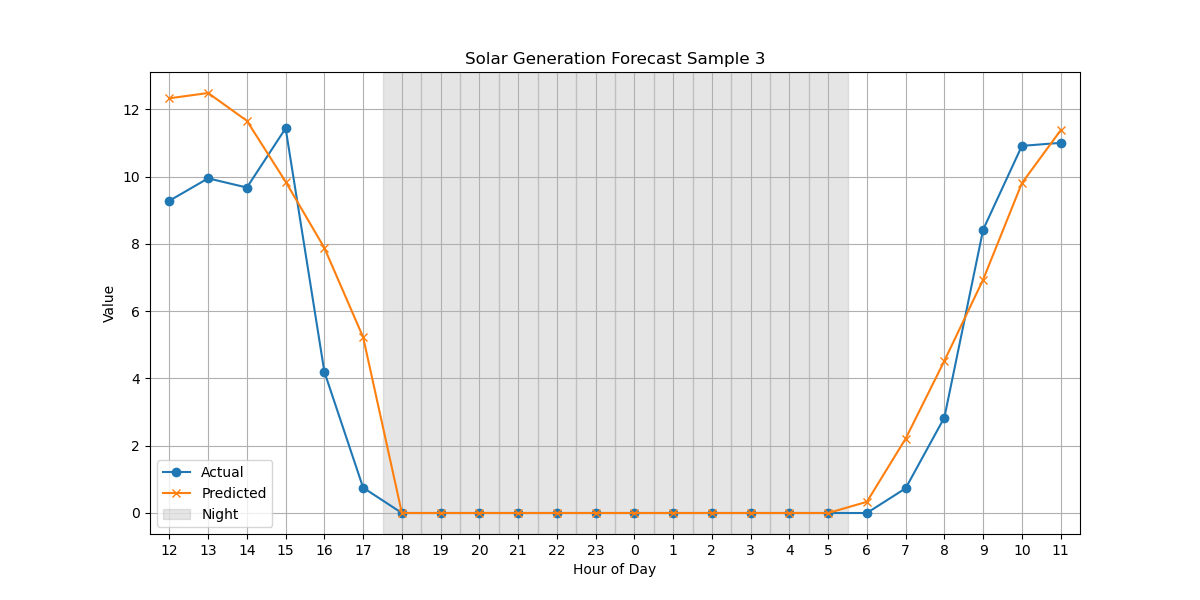 Solar Generation Forecast Sample 3
12
10
8
6
4
2
0
Value
Actual
Predicted
Night
12 13 14 15 16 17 18 19 20 21 22 23 0 1 2 3 4 5 6 7 8 9 10 11
Hour of Day